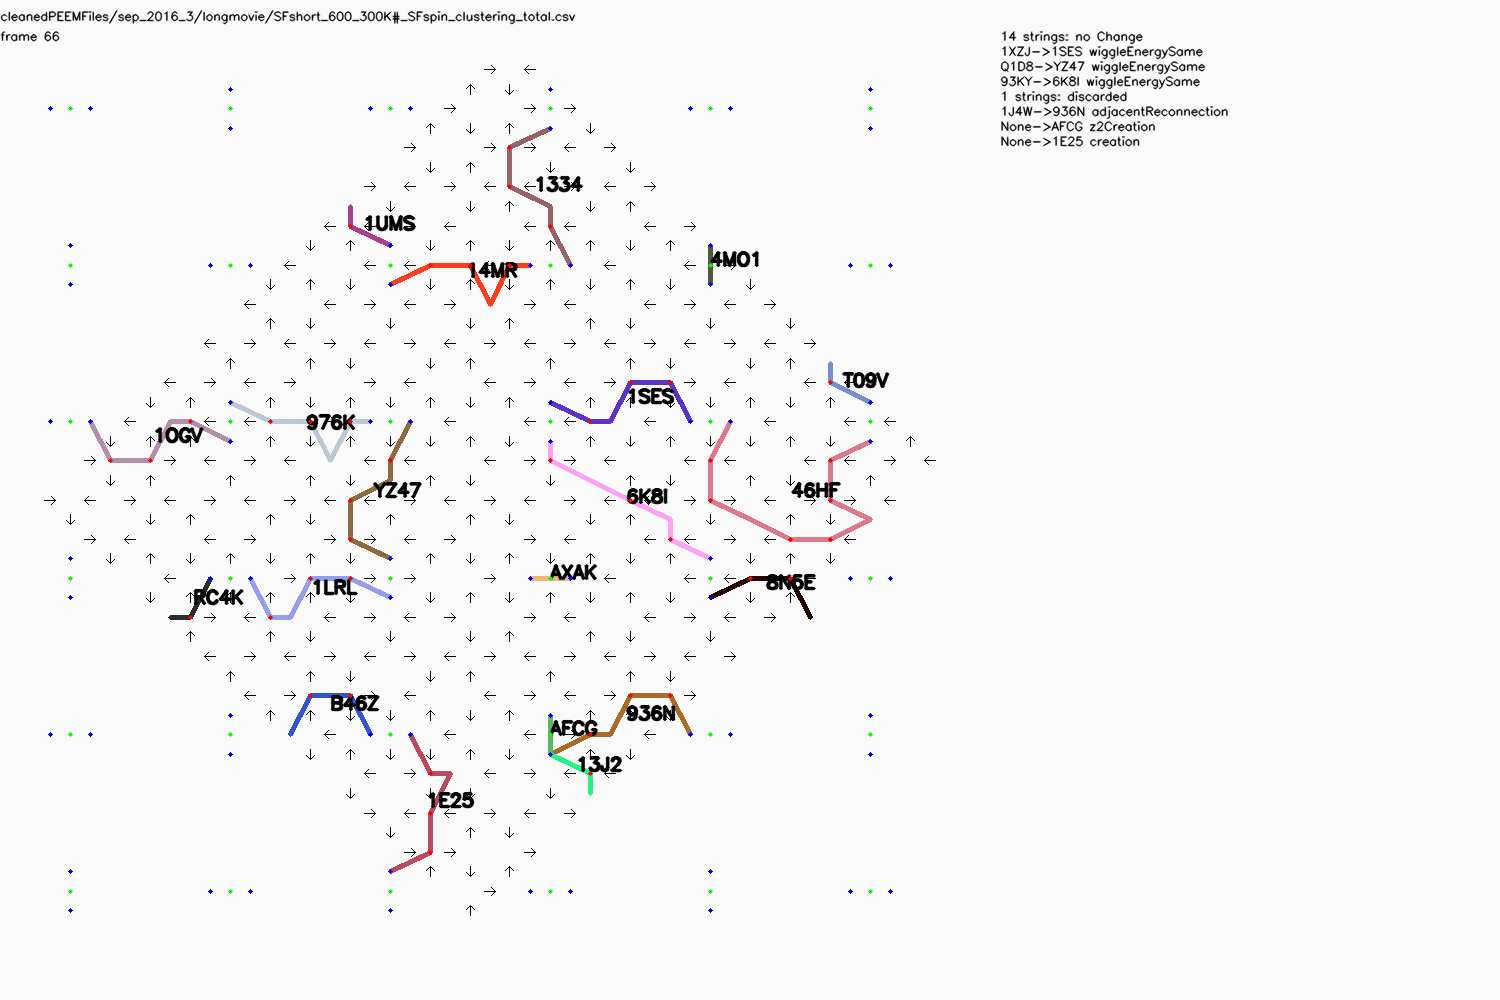 cleanedPEEMFiles/sep_2016_3/longmovie/SFshort_600_300K#_SFspin_clustering_total.csv
frame 66
14 strings: no Change
1XZJ->1SES wiggleEnergySame
Q1D8->YZ47 wiggleEnergySame
93KY->6K8I wiggleEnergySame
1 strings: discarded
1J4W->936N adjacentReconnection
None->AFCG z2Creation
None->1E25 creation
1334
1UMS
4MO1
14MR
T09V
1SES
976K
1OGV
YZ47
6K8I
46HF
AXAK
8N5E
1LRL
RC4K
B46Z
936N
AFCG
13J2
1E25